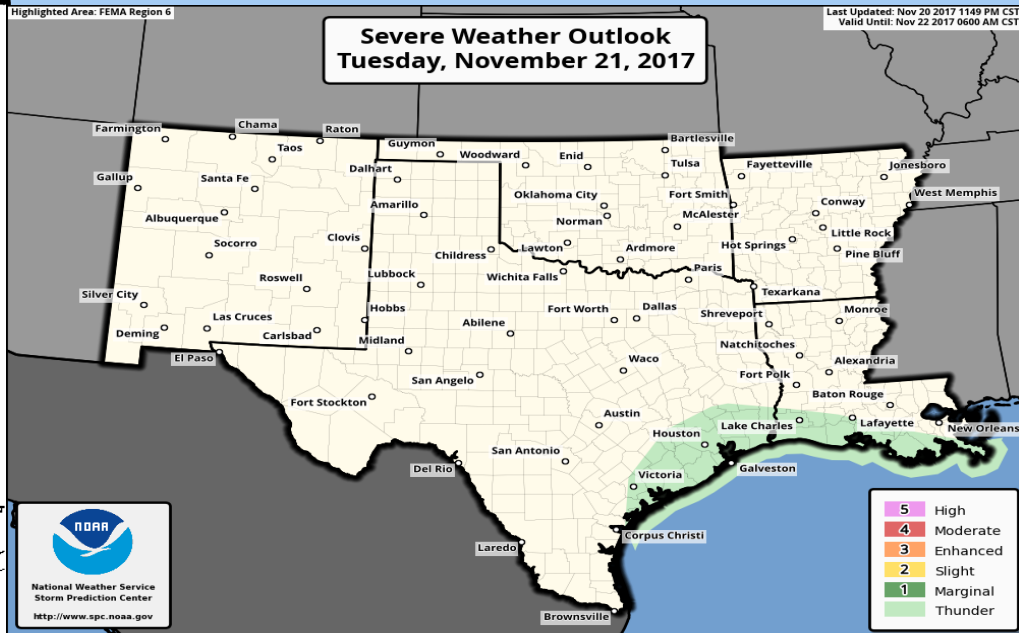 Highlighted Area: FEMA Region 6
Last Updated: Nov 20 2017 1149 PM CST
Valid Until: Nov 22 2017 0600 AM CST
Severe Weather Outlook
Tuesday, November 21, 2017
Farmington
Chama
Raton
Taos
Guymon
Woodward
Enid
Bartlesville
Tulsa
Fayetteville
Jonesboro
Gallup
Santa Fe
Dalhart
Amarillo
Oklahoma City
Norman
Fort Smith
McAlester
Conway
West Memphis
Albuquerque
Socorro
Clovis
Childress
Lawton
Ardmore
Hot Springs
Little Rock
Pine Bluff
Roswell
Lubbock
Wichita Falls
Paris
Texarkana
Silver City
Las Cruces
Hobbs
Deming
Carlsbad
Midland
Abilene
Fort Worth
Dallas
Shreveport
Monroe
El Paso
Natchitoches
Alexandria
San Angelo
Waco
Fort Polk
Baton Rouge
Fort Stockton
Austin
Lake Charles
Lafayette
New Orleans
Houston
San Antonio
Del Rio
Victoria
Galveston
Corpus Christi
Laredo
Brownsville
NOAA
National Weather Service
Storm Prediction Center
http://www.spc.noaa.gov
5 High
4 Moderate
3 Enhanced
2 Slight
1 Marginal
Thunder